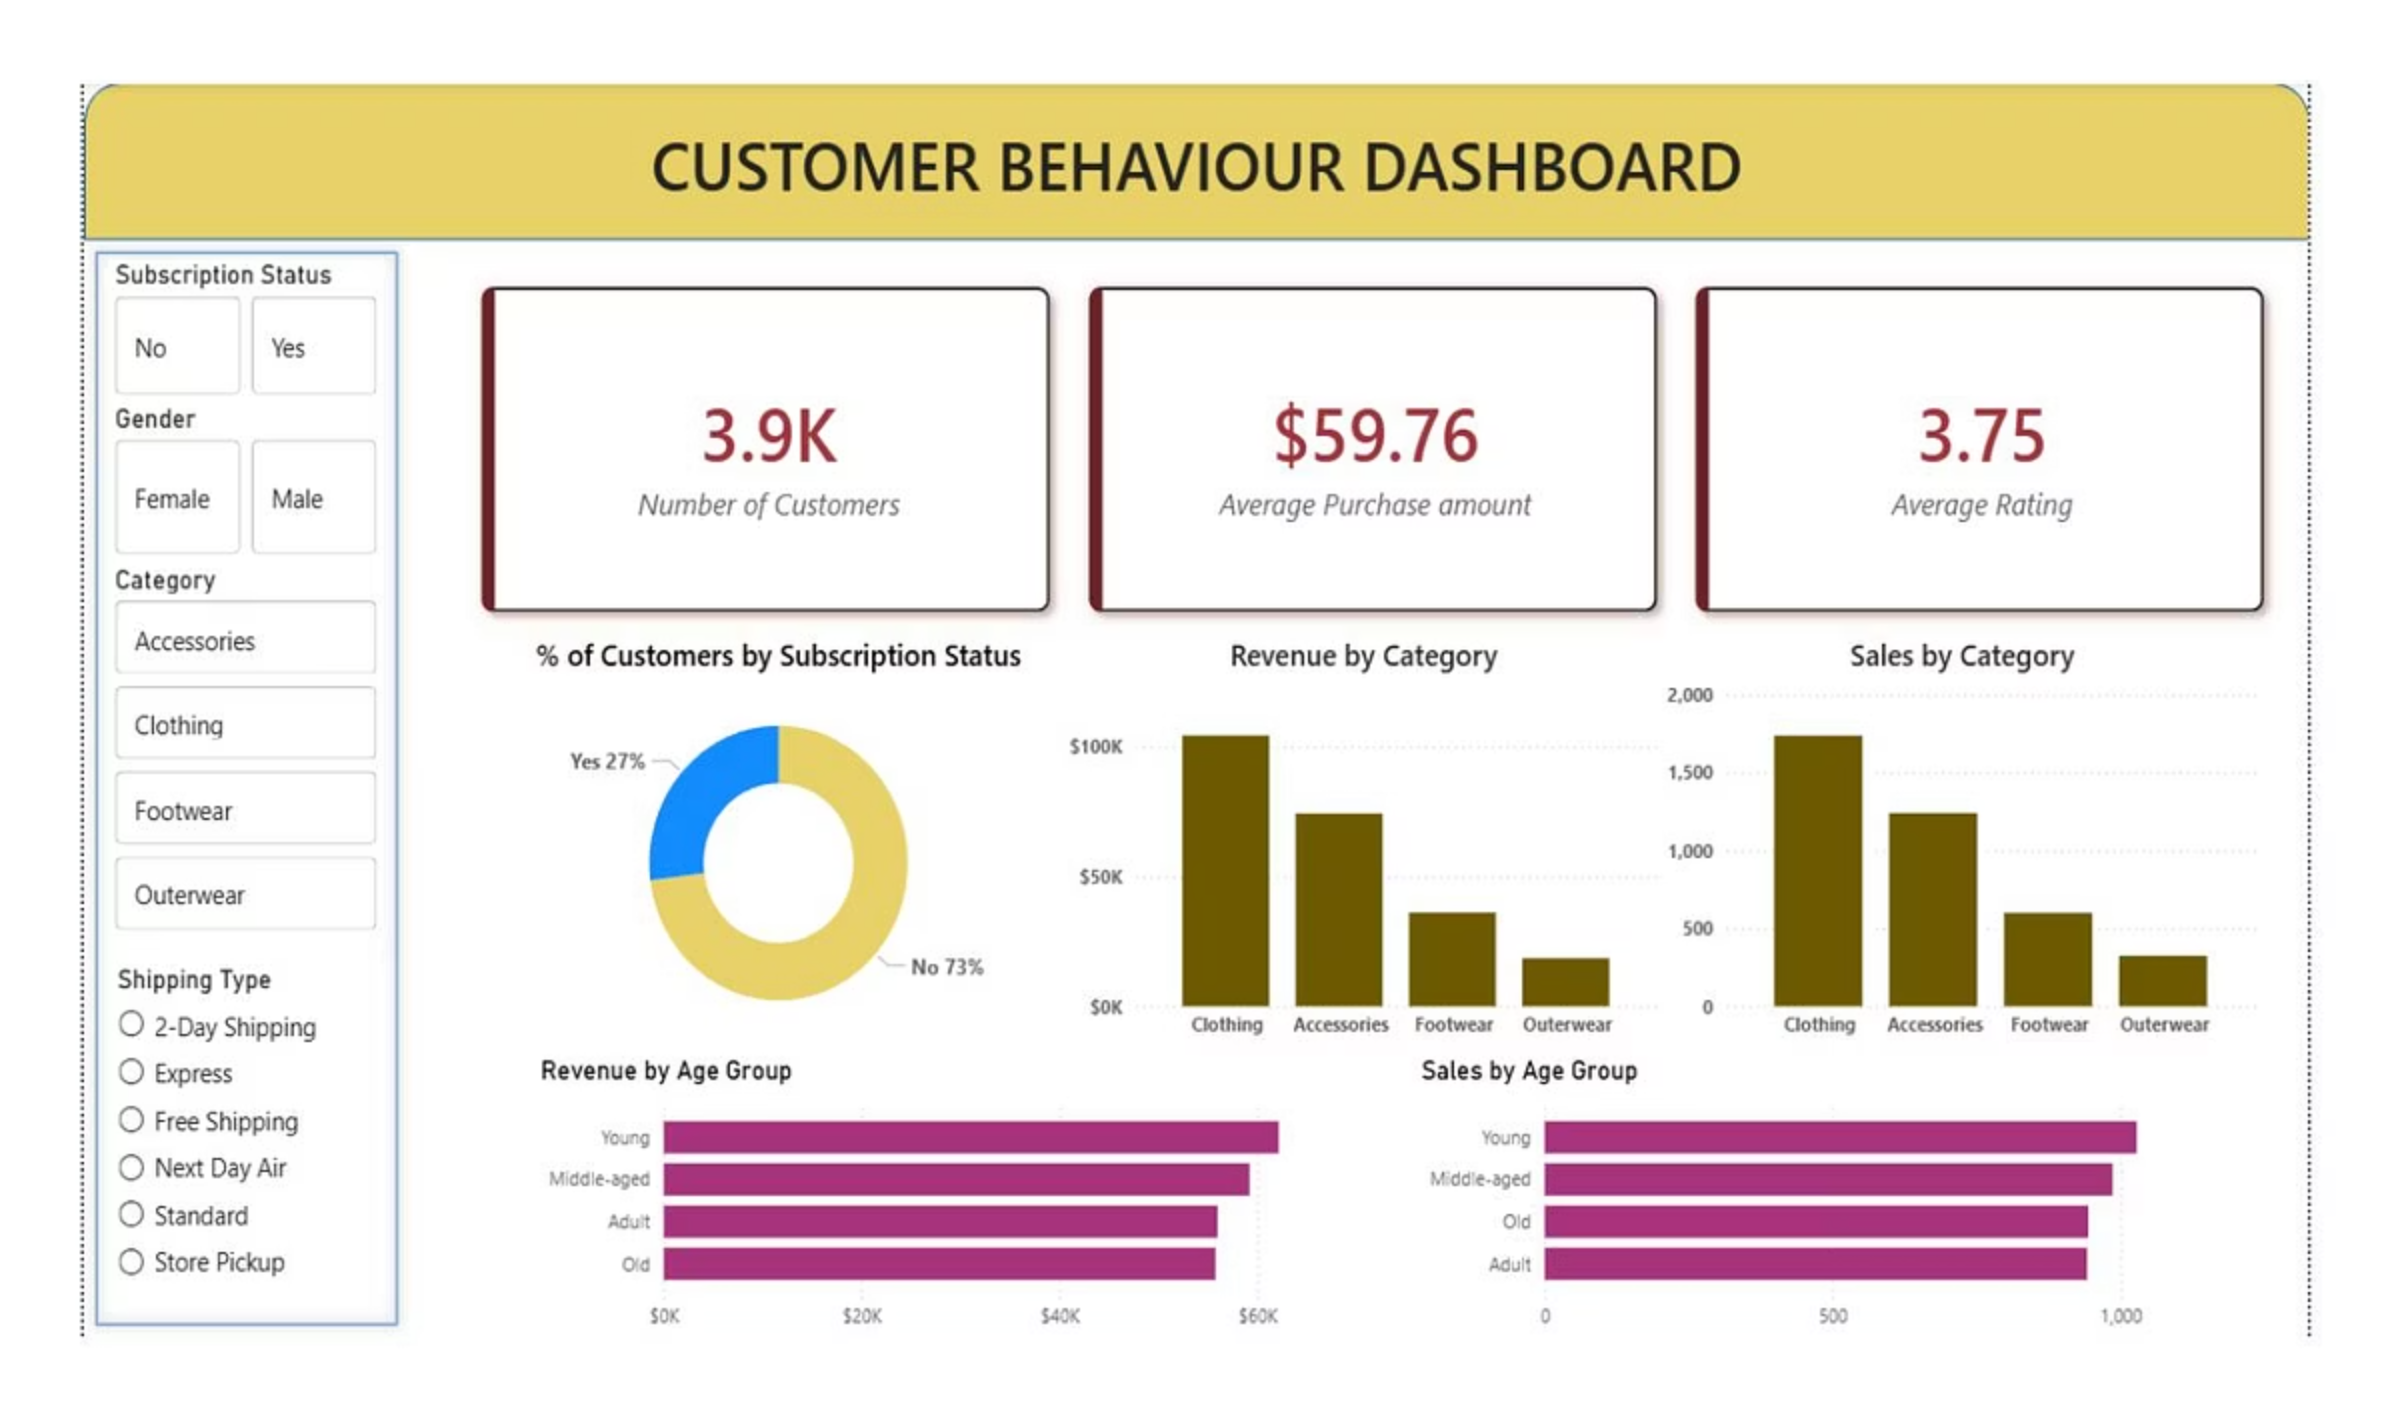 CUSTOMER BEHAVIOUR DASHBOARD
Subscription Status
No
Yes
Gender
Female
Male
Category
Accessories
Clothing
Footwear
Outerwear
Shipping Type
2-Day Shipping
Express
Free Shipping
Next Day Air
Standard
Store Pickup
3.9K
Number of Customers
$59.76
Average Purchase amount
3.75
Average Rating
% of Customers by Subscription Status
Yes 27%
No 73%
Revenue by Category
$100K
$50K
$0K
Clothing Accessories Footwear Outerwear
Sales by Category
2,000
1,500
1,000
500
0
Clothing Accessories Footwear Outerwear
Revenue by Age Group
Young
Middle-aged
Adult
Old
$0K $20K $40K $60K
Sales by Age Group
Young
Middle-aged
Old
Adult
0 500 1,000